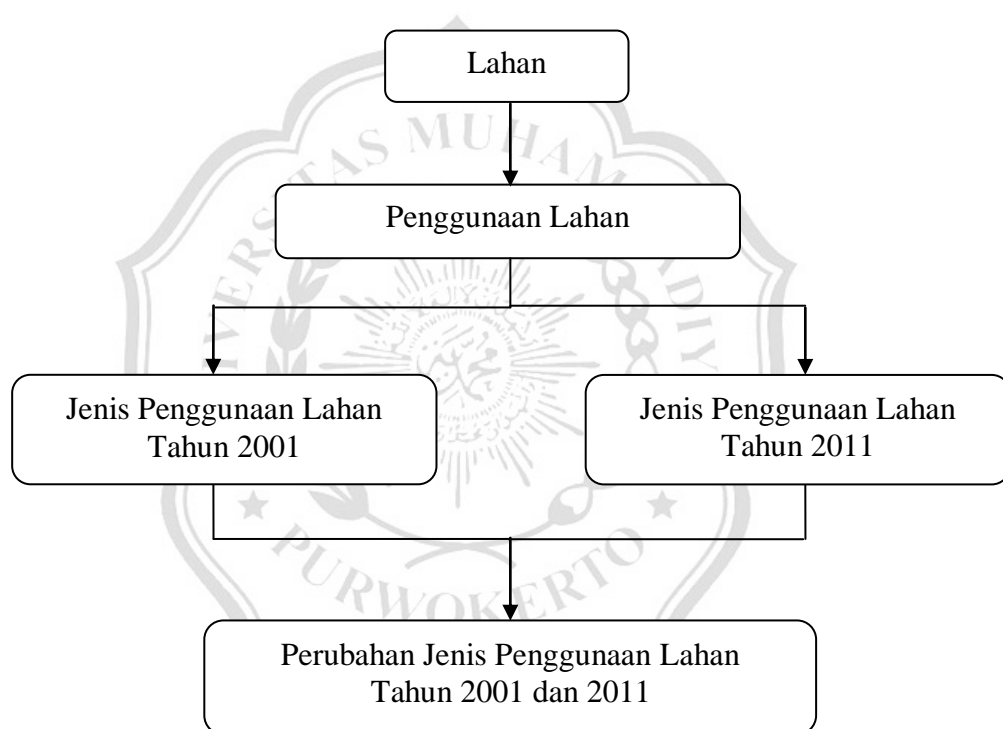 Lahan
Penggunaan Lahan
Jenis Penggunaan Lahan
Tahun 2001
Jenis Penggunaan Lahan
Tahun 2011
Perubahan Jenis Penggunaan Lahan
Tahun 2001 dan 2011
PURWOKERTO